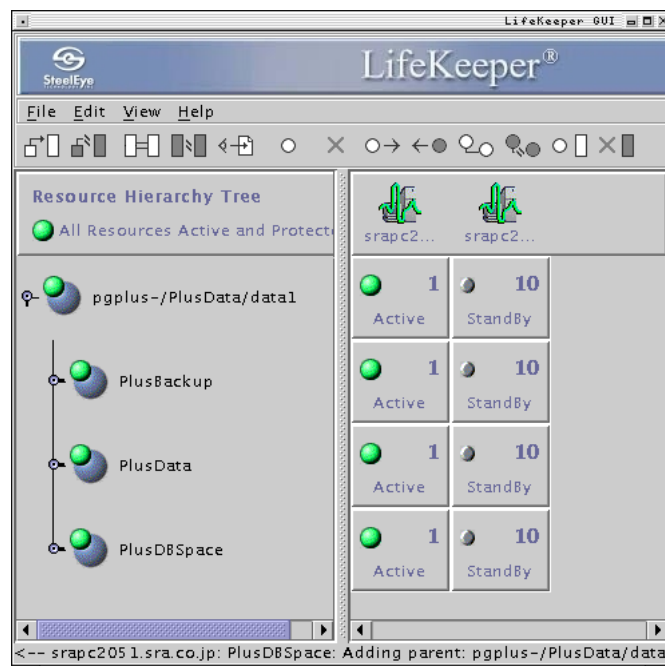 LifeKeeper GUI
SteelEye
LifeKeeper®
File Edit View Help
Resource Hierarchy Tree
All Resources Active and Protect
srapc2... srapc2...
pgplus-/PlusData/data1
1 10
Active StandBy
PlusBackup
1 10
Active StandBy
PlusData
1 10
Active StandBy
PlusDBSpace
1 10
Active StandBy
<-- srapc2051.sra.co.jp: PlusDBSpace: Adding parent: pgplus-/PlusData/data